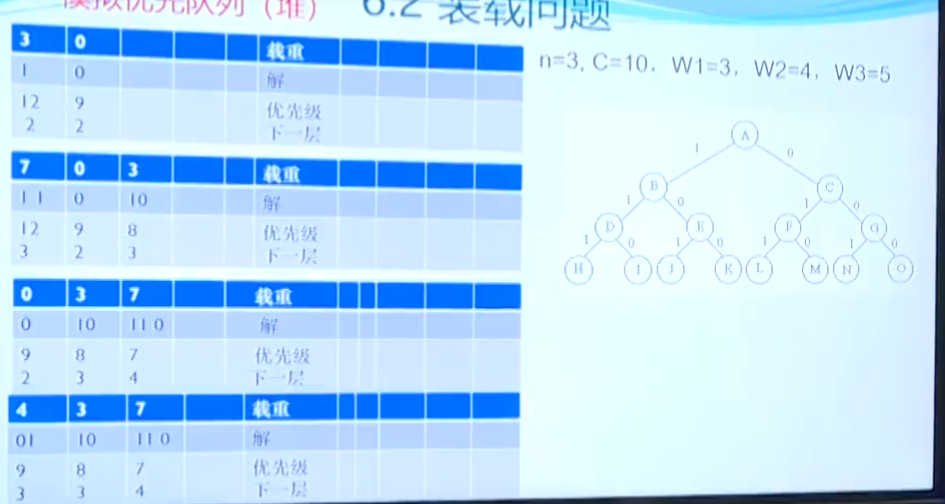 模拟优先队列（堆） 6.2 装载问题
n=3, C=10, W1=3, W2=4, W3=5
3 0 载重
1 0 解
12 9 优先级
2 2 下一层
7 0 3 载重
1 1 0 10 解
12 9 8 优先级
3 2 3 下一层
0 3 7 载重
0 10 11 0 解
9 8 7 优先级
2 3 4 下一层
4 3 7 载重
01 10 11 0 解
9 8 7 优先级
3 3 4 下一层
A
1 0
B C
1 0 1 0
D E F G
1 0 1 0 1 0 1 0
H I J K L M N O